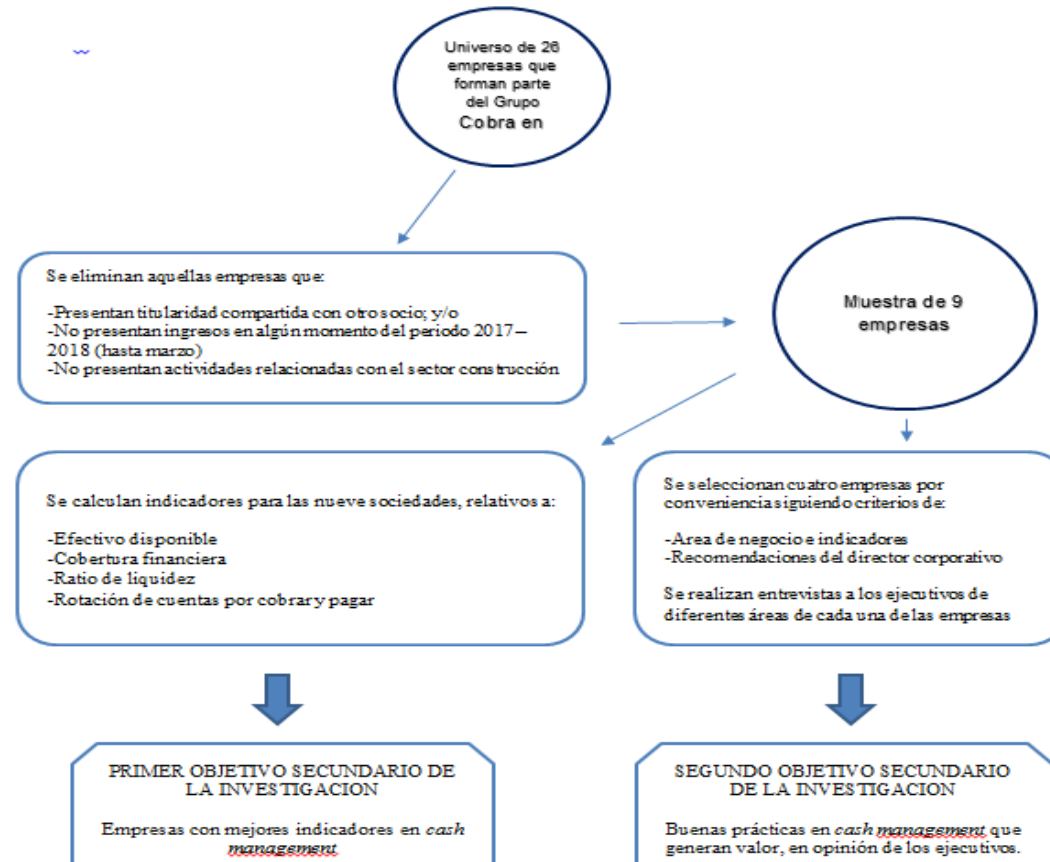 Universo de 26
empresas que
forman parte
del Grupo
Cobra en
Se eliminan aquellas empresas que:
-Presentan titularidad compartida con otro socio; y/o
-No presentan ingresos en algún momento del periodo 2017–
2018 (hasta marzo)
-No presentan actividades relacionadas con el sector construcción
Muestra de 9
empresas
Se calculan indicadores para las nueve sociedades, relativos a:
-Efectivo disponible
-Cobertura financiera
-Ratio de liquidez
-Rotación de cuentas por cobrar y pagar
Se seleccionan cuatro empresas por
conveniencia siguiendo criterios de:
-Area de negocio e indicadores
-Recomendaciones del director corporativo
Se realizan entrevistas a los ejecutivos de
diferentes áreas de cada una de las empresas
PRIMER OBJETIVO SECUNDARIO DE
LA INVESTIGACION
Empresas con mejores indicadores en cash
management
SEGUNDO OBJETIVO SECUNDARIO
DE LA INVESTIGACION
Buenas prácticas en cash management que
generan valor, en opinión de los ejecutivos.